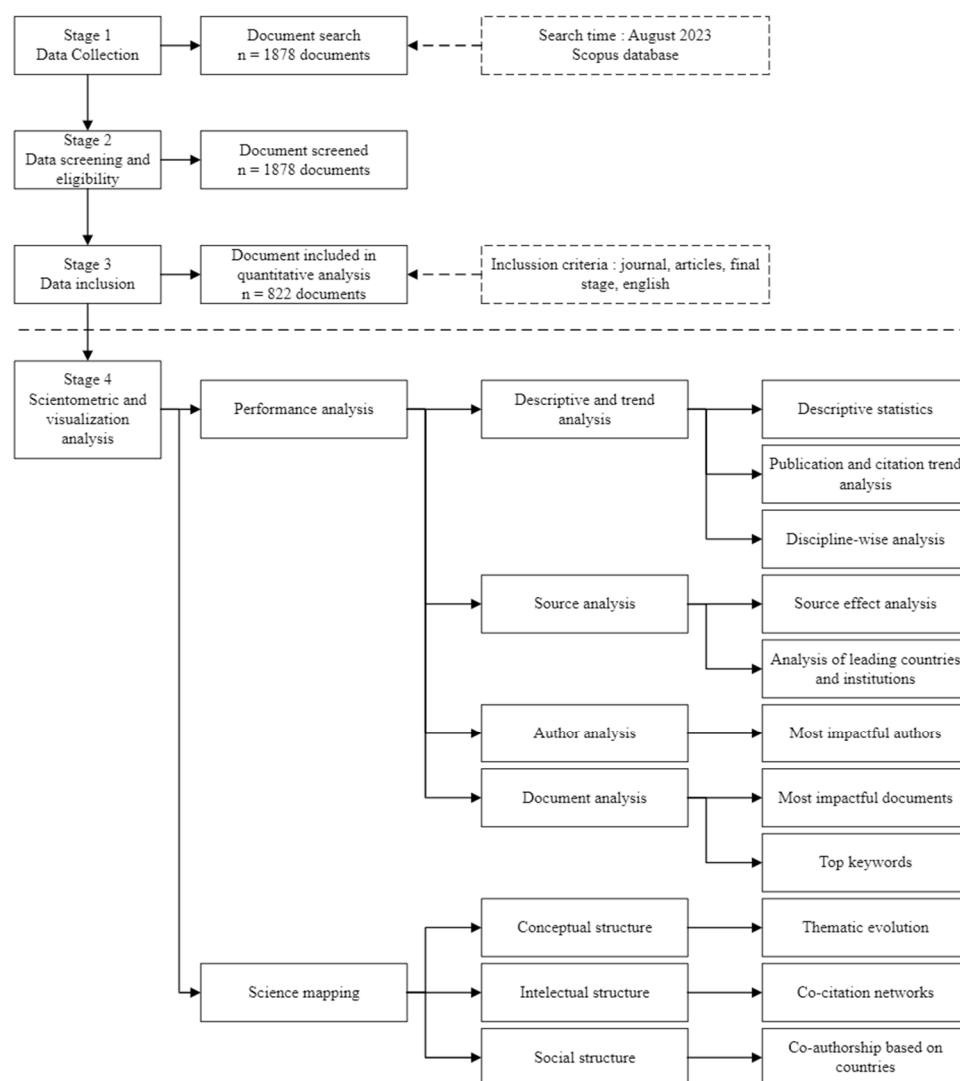 Stage 1
Data Collection
Document search
n = 1878 documents
Search time : August 2023
Scopus database
Stage 2
Data screening and
eligibility
Document screened
n = 1878 documents
Stage 3
Data inclusion
Document included in
quantitative analysis
n = 822 documents
Inclussion criteria : journal, articles, final
stage, english
Stage 4
Scientometric and
visualization
analysis
Performance analysis
Descriptive and trend
analysis
Descriptive statistics
Publication and citation trend
analysis
Discipline-wise analysis
Source analysis
Source effect analysis
Analysis of leading countries
and institutions
Author analysis
Most impactful authors
Document analysis
Most impactful documents
Top keywords
Science mapping
Conceptual structure
Thematic evolution
Intelectual structure
Co-citation networks
Social structure
Co-authorship based on
countries